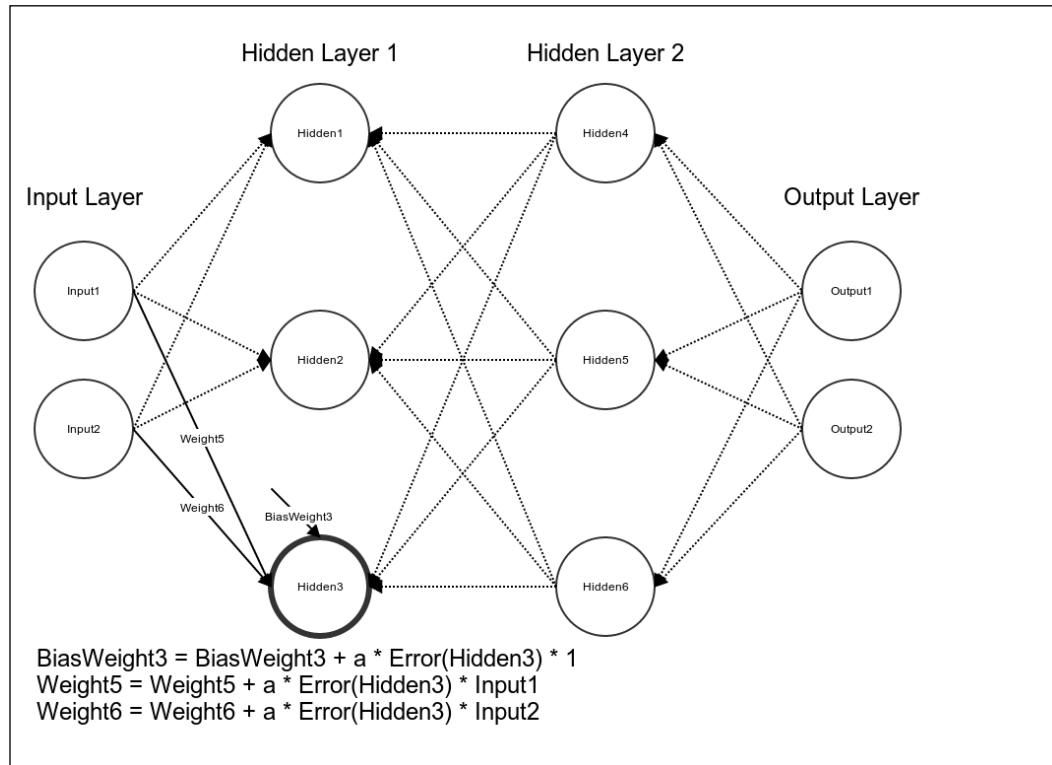 Hidden Layer 1
Hidden Layer 2
Hidden1
Hidden4
Input Layer
Output Layer
Input1
Output1
Hidden2
Hidden5
Input2
Output2
Weight5
Weight6
BiasWeight3
Hidden3
Hidden6
BiasWeight3 = BiasWeight3 + a * Error(Hidden3) * 1
Weight5 = Weight5 + a * Error(Hidden3) * Input1
Weight6 = Weight6 + a * Error(Hidden3) * Input2